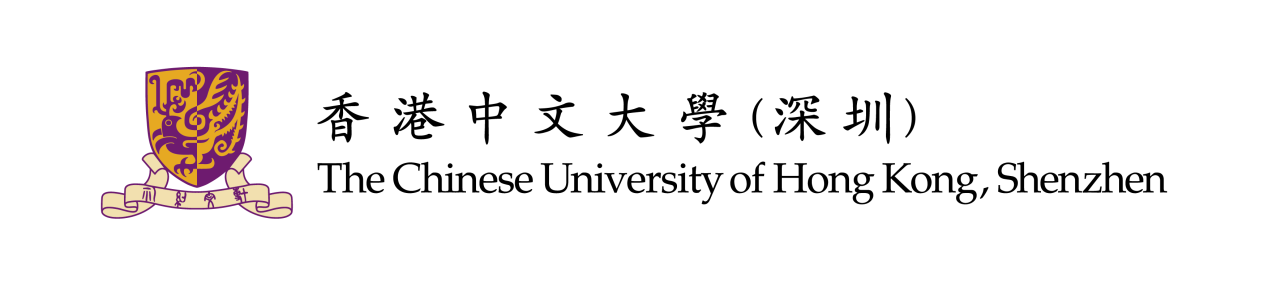 香港中文大學(深圳)
The Chinese University of Hong Kong, Shenzhen